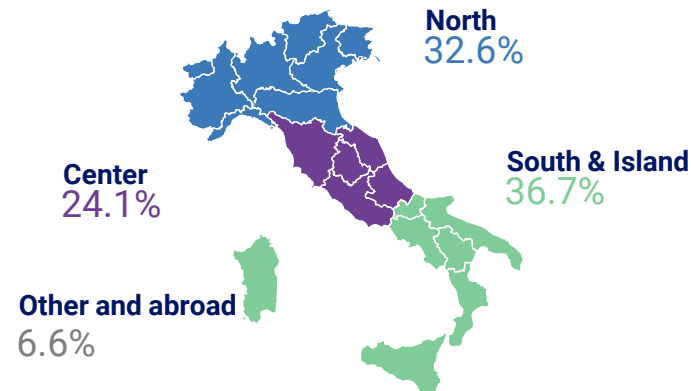 North
32.6%
Center
24.1%
South & Island
36.7%
Other and abroad
6.6%